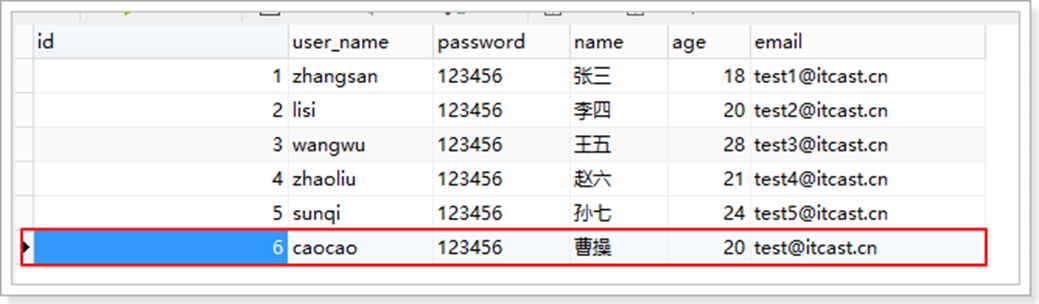 id user_name password name age email
1 zhangsan 123456 张三 18 test1@itcast.cn
2 lisi 123456 李四 20 test2@itcast.cn
3 wangwu 123456 王五 28 test3@itcast.cn
4 zhaoliu 123456 赵六 21 test4@itcast.cn
5 sunqi 123456 孙七 24 test5@itcast.cn
6 caocao 123456 曹操 20 test@itcast.cn